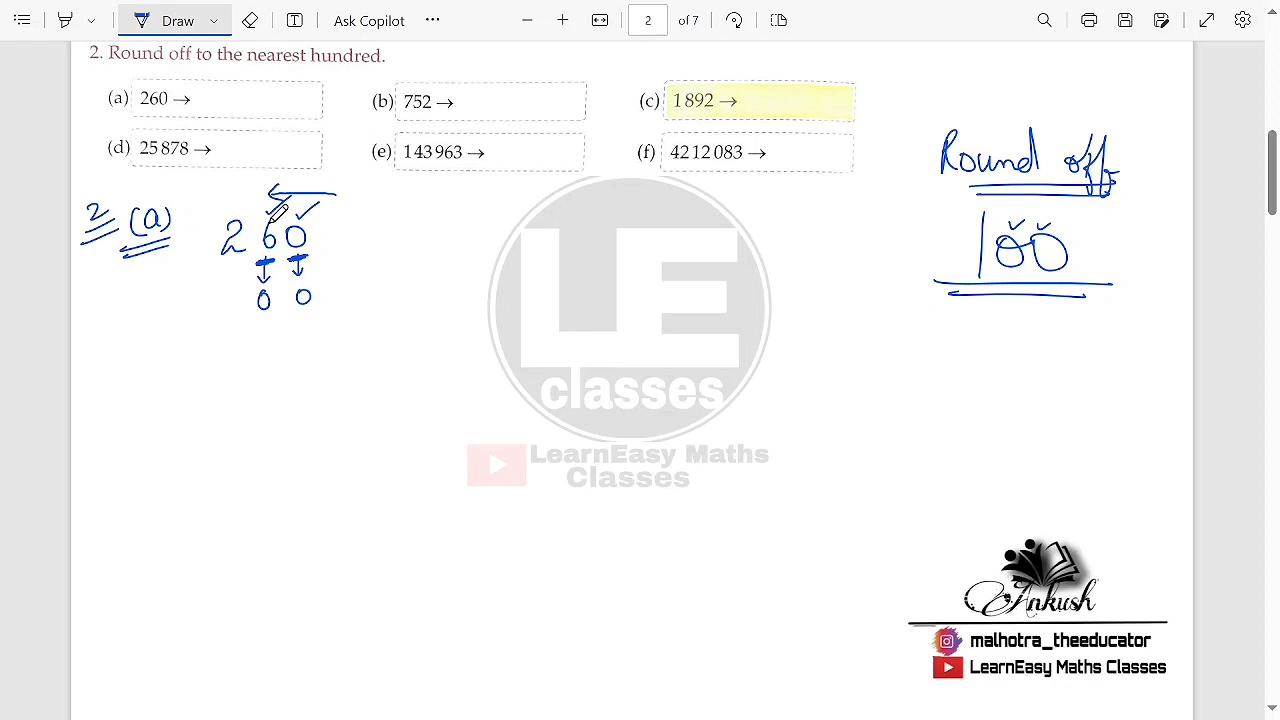 Draw
Ask Copilot
2 of 7
2. Round off to the nearest hundred.
(a) 260 →
(b) 752 →
(c) 1 892 →
(d) 25 878 →
(e) 143 963 →
(f) 42 12 083 →
Round off
100
2 (a) 2 6 0
0 0
LE
classes
LearnEasy Maths
Classes
Ankush
malhotra_theeducator
LearnEasy Maths Classes